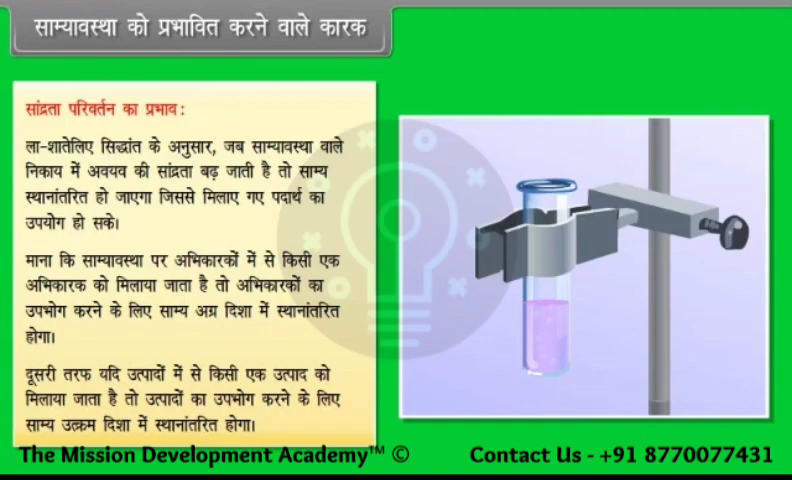 साम्यावस्था को प्रभावित करने वाले कारक
सांद्रता परिवर्तन का प्रभाव :
ला-शातेलिए सिद्धांत के अनुसार, जब साम्यावस्था वाले
निकाय में अवयव की सांद्रता बढ़ जाती है तो साम्य
स्थानांतरित हो जाएगा जिससे मिलाए गए पदार्थ का
उपयोग हो सके।
माना कि साम्यावस्था पर अभिकारकों में से किसी एक
अभिकारक को मिलाया जाता है तो अभिकारकों का
उपभोग करने के लिए साम्य अग्र दिशा में स्थानांतरित
होगा।
दूसरी तरफ यदि उत्पादों में से किसी एक उत्पाद को
मिलाया जाता है तो उत्पादों का उपभोग करने के लिए
साम्य उत्क्रम दिशा में स्थानांतरित होगा।
The Mission Development Academy™ © Contact Us - +91 8770077431